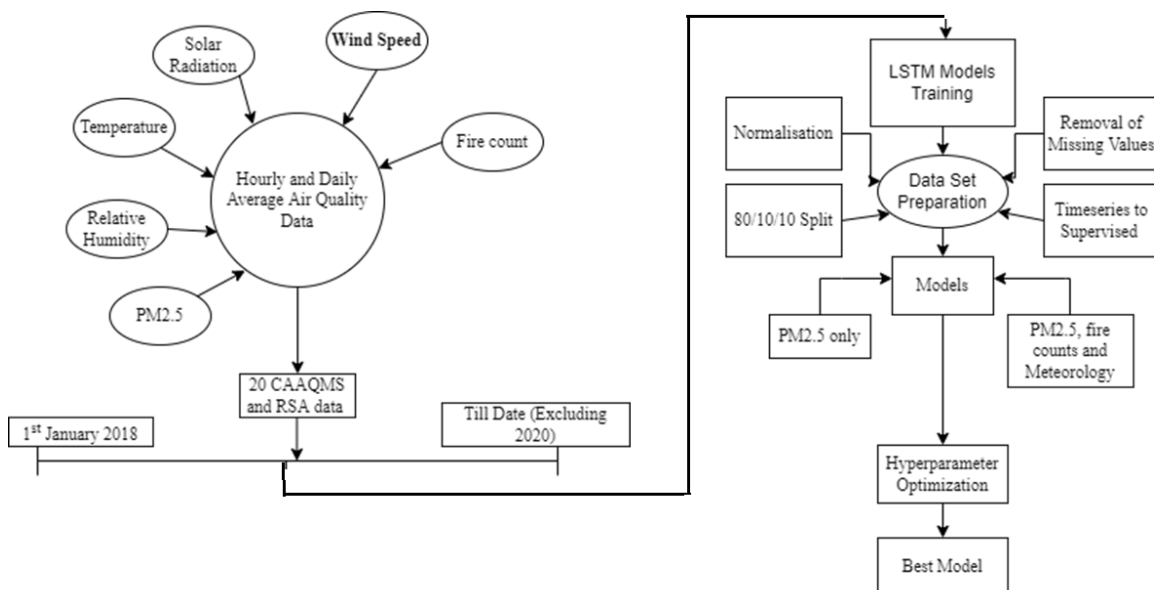 Solar
Radiation
Wind Speed
Temperature
Fire count
Hourly and Daily
Average Air Quality
Data
Relative
Humidity
PM2.5
20 CAAQMS
and RSA data
1st January 2018
Till Date (Excluding
2020)
LSTM Models
Training
Normalisation
Removal of
Missing Values
Data Set
Preparation
80/10/10 Split
Timeseries to
Supervised
Models
PM2.5 only
PM2.5, fire
counts and
Meteorology
Hyperparameter
Optimization
Best Model